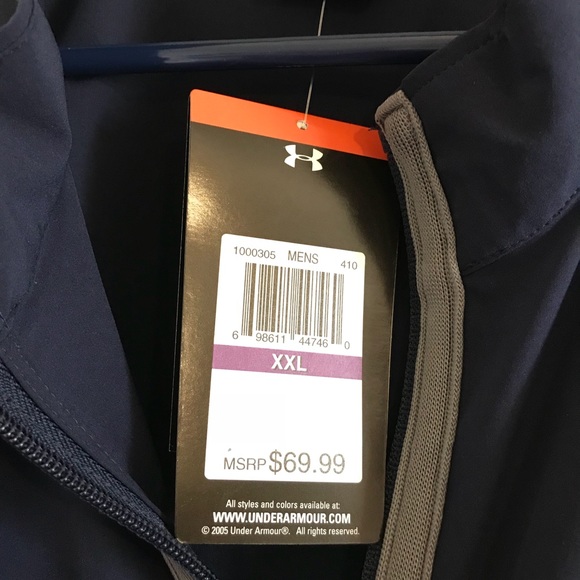 1000305 MENS 410
6 98611 44746 0
XXL
MSRP $69.99
All styles and colors available at:
WWW.UNDERARMOUR.COM
© 2005 Under Armour®. All rights reserved.